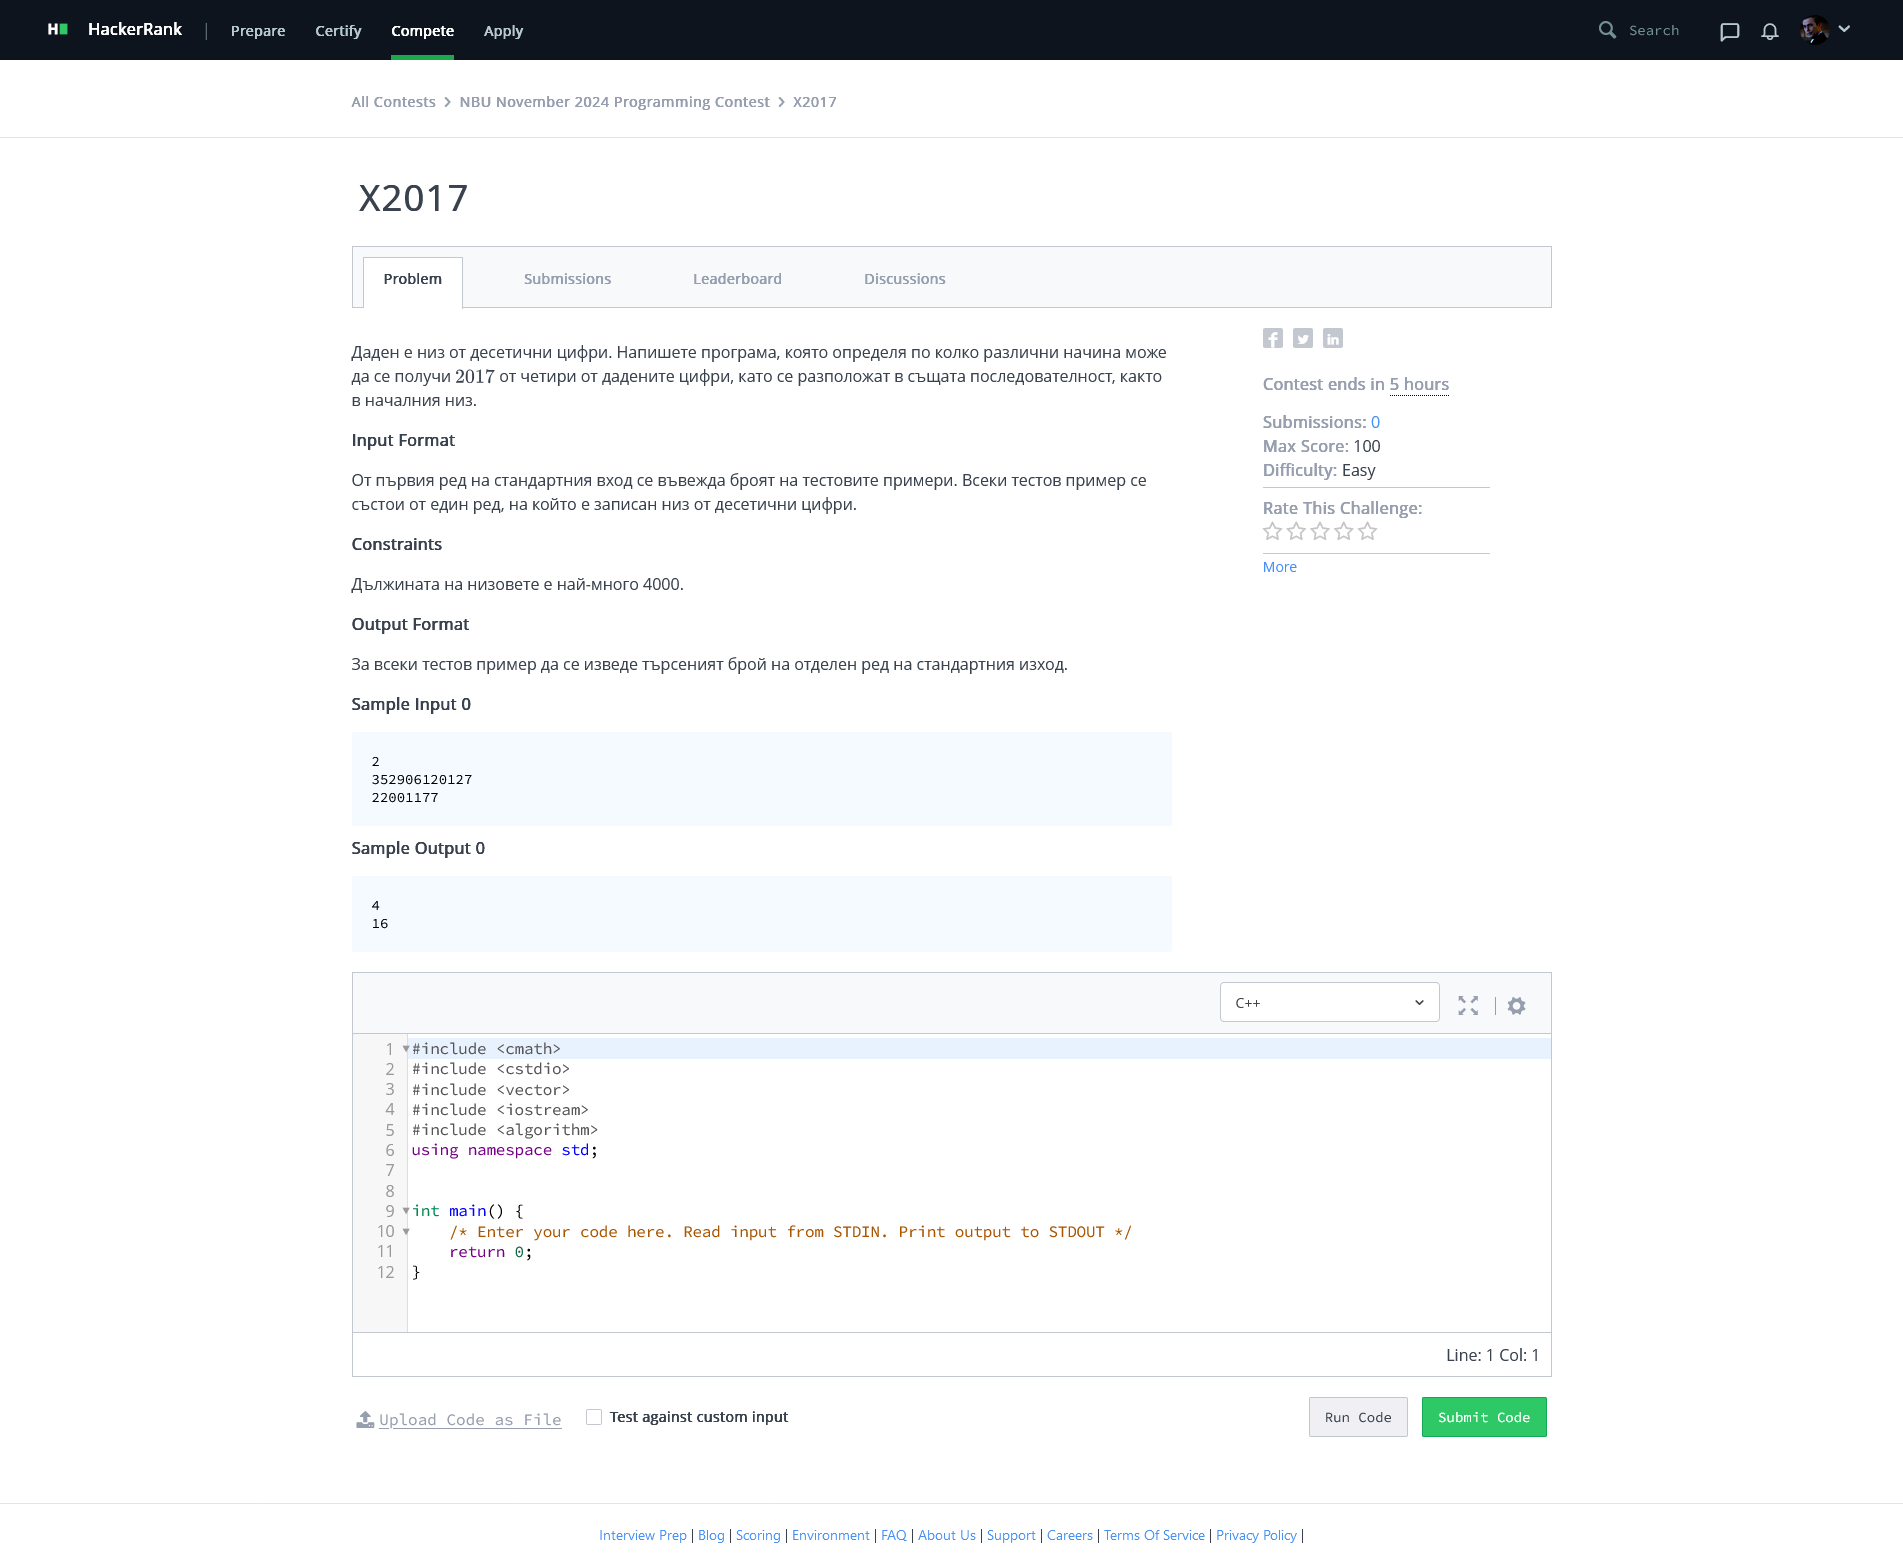 HackerRank | Prepare Certify Compete Apply Search
All Contests > NBU November 2024 Programming Contest > X2017
X2017
Problem Submissions Leaderboard Discussions
Даден е низ от десетични цифри. Напишете програма, която определя по колко различни начина може
да се получи 2017 от четири от дадените цифри, като се разположат в същата последователност, както
в началния низ.
Input Format
От първия ред на стандартния вход се въвежда броят на тестовите примери. Всеки тестов пример се
състои от един ред, на който е записан низ от десетични цифри.
Constraints
Дължината на низовете е най-много 4000.
Output Format
За всеки тестов пример да се изведе търсеният брой на отделен ред на стандартния изход.
Sample Input 0
2
352906120127
22001177
Sample Output 0
4
16
Contest ends in 5 hours
Submissions: 0
Max Score: 100
Difficulty: Easy
Rate This Challenge:
More
C++
1 #include <cmath>
2 #include <cstdio>
3 #include <vector>
4 #include <iostream>
5 #include <algorithm>
6 using namespace std;
7
8
9 int main() {
10     /* Enter your code here. Read input from STDIN. Print output to STDOUT */
11     return 0;
12 }
Line: 1 Col: 1
Upload Code as File Test against custom input Run Code Submit Code
Interview Prep | Blog | Scoring | Environment | FAQ | About Us | Support | Careers | Terms Of Service | Privacy Policy |